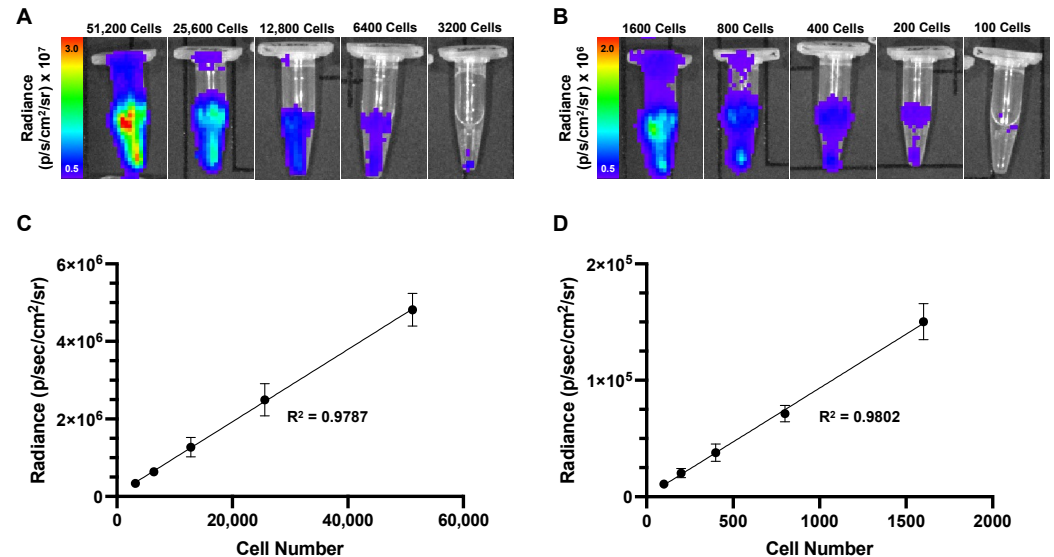 A
51,200 Cells 25,600 Cells 12,800 Cells 6400 Cells 3200 Cells
Radiance
(p/s/cm²/sr) x 10⁷
3.0
0.5
B
1600 Cells 800 Cells 400 Cells 200 Cells 100 Cells
Radiance
(p/s/cm²/sr) x 10⁶
2.0
0.5
C
Radiance (p/sec/cm²/sr)
6×10⁶
4×10⁶
2×10⁶
0
R² = 0.9787
0 20,000 40,000 60,000
Cell Number
D
Radiance (p/sec/cm²/sr)
2×10⁵
1×10⁵
0
R² = 0.9802
0 500 1000 1500 2000
Cell Number